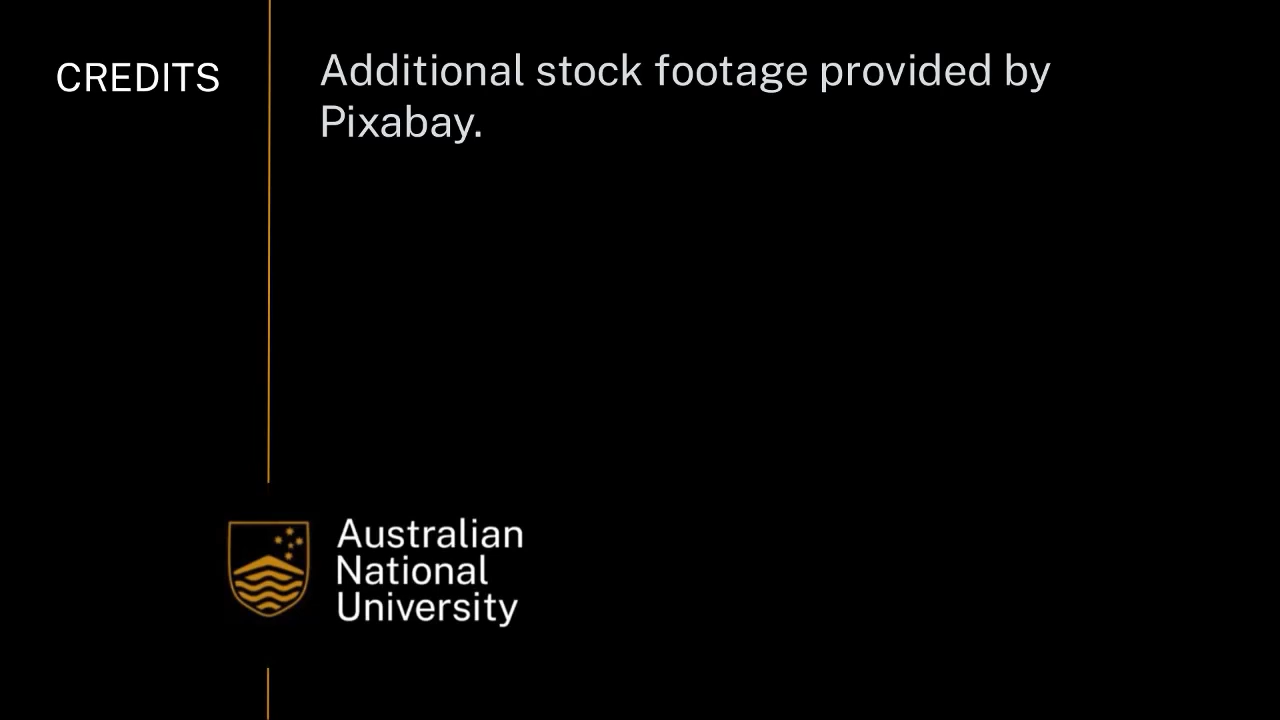 CREDITS
Additional stock footage provided by
Pixabay.
Australian
National
University